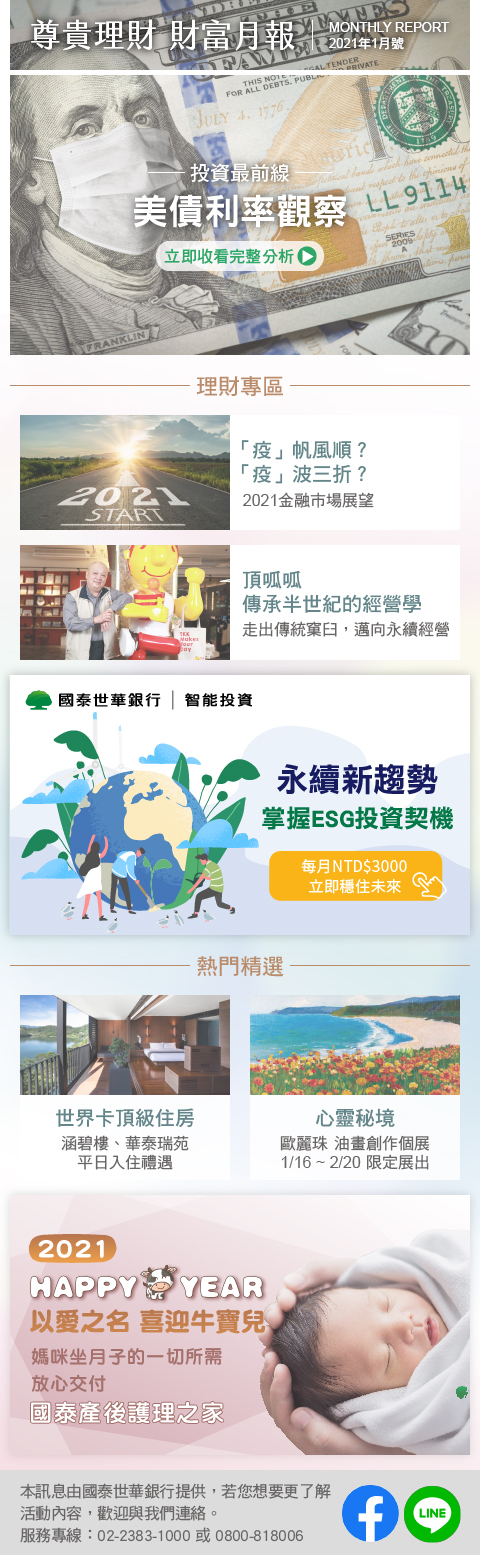 尊貴理財 財富月報
MONTHLY REPORT
2021年1月號
THIS NOTE
LEGAL TENDER
FOR ALL DEBTS, PUBLIC AND PRIVATE
JULY 4, 1776
投資最前線
LL 9114
美債利率觀察
SERIES
2009
A
立即收看完整分析
FRANKLIN
理財專區
「疫」帆風順？
「疫」波三折？
2021金融市場展望
2021
START
頂呱呱
傳承半世紀的經營學
走出傳統窠臼，邁向永續經營
TKK
Makes
Your
Joy
國泰世華銀行｜智能投資
永續新趨勢
掌握ESG投資契機
每月NTD$3000
立即穩住未來
熱門精選
世界卡頂級住房
涵碧樓、華泰瑞苑
平日入住禮遇
心靈秘境
歐麗珠 油畫創作個展
1/16 ~ 2/20 限定展出
2021
HAPPY YEAR
以愛之名 喜迎牛寶兒
媽咪坐月子的一切所需
放心交付
國泰產後護理之家
本訊息由國泰世華銀行提供，若您想要更了解
活動內容，歡迎與我們連絡。
服務專線：02-2383-1000 或 0800-818006
LINE